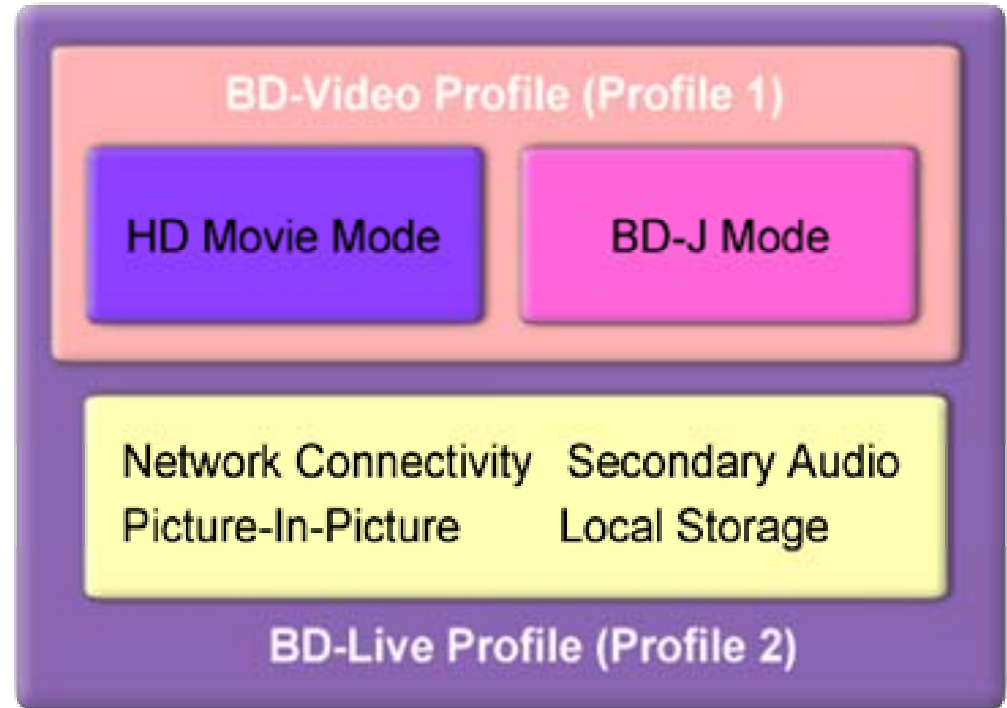 BD-Video Profile (Profile 1)
HD Movie Mode
BD-J Mode
Network Connectivity Secondary Audio
Picture-In-Picture Local Storage
BD-Live Profile (Profile 2)